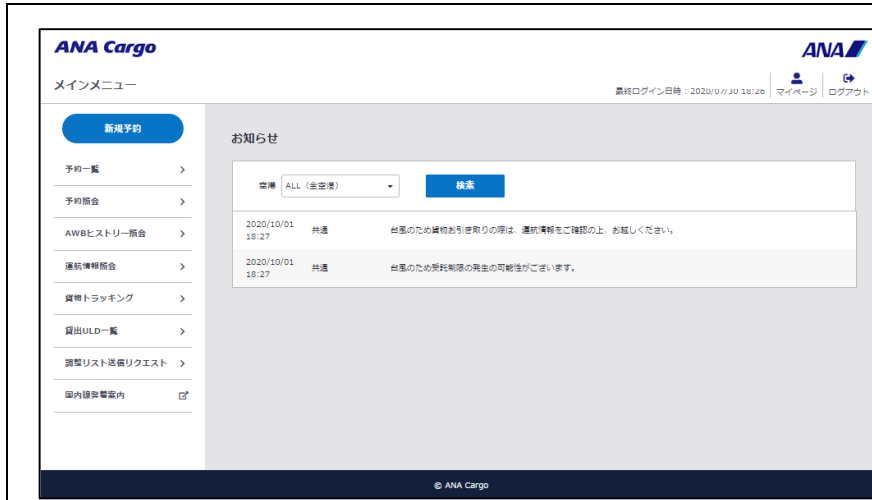 ANA Cargo
ANA
メインメニュー
最終ログイン日時：2020/07/30 18:26
マイページ
ログアウト
新規予約
予約一覧
予約照会
AWBヒストリー照会
運航情報照会
貨物トラッキング
貸出ULD一覧
調整リスト送信リクエスト
国内線発着案内
お知らせ
空港 ALL（全空港） 検索
2020/10/01 18:27 共通 台風のため貨物お引き取りの際は、運航情報をご確認の上、お越しください。
2020/10/01 18:27 共通 台風のため受託制限の発生の可能性がございます。
© ANA Cargo